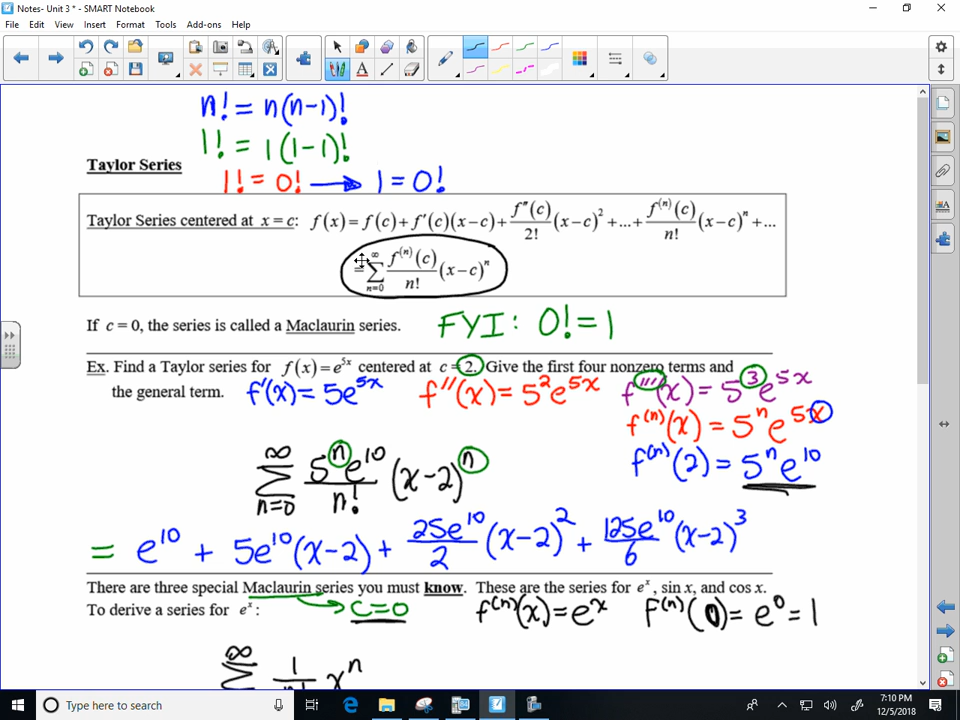 Notes- Unit 3 * - SMART Notebook
File Edit View Insert Format Tools Add-ons Help
n! = n(n-1)!
1! = 1(1-1)!
Taylor Series
1! = 0! → 1 = 0!
Taylor Series centered at x = c: f(x) = f(c) + f'(c)(x-c) + f''(c)/2! (x-c)^2 + ... + f^(n)(c)/n! (x-c)^n + ...
= ∑_{n=0}^{∞} f^(n)(c)/n! (x-c)^n
If c = 0, the series is called a Maclaurin series. FYI: 0! = 1
Ex. Find a Taylor series for f(x) = e^{5x} centered at c = 2. Give the first four nonzero terms and
the general term. f'(x) = 5e^{5x} f''(x) = 5^2 e^{5x} f'''(x) = 5^3 e^{5x}
f^(n)(x) = 5^n e^{5x}
f^(n)(2) = 5^n e^{10}
∑_{n=0}^{∞} 5^n e^{10}/n! (x-2)^n
= e^{10} + 5e^{10}(x-2) + 25e^{10}/2 (x-2)^2 + 125e^{10}/6 (x-2)^3
There are three special Maclaurin series you must know. These are the series for e^x, sin x, and cos x.
To derive a series for e^x: c = 0 f^(n)(x) = e^x f^(n)(0) = e^0 = 1
∑^{∞} 1/n! x^n
Type here to search
7:10 PM
12/5/2018